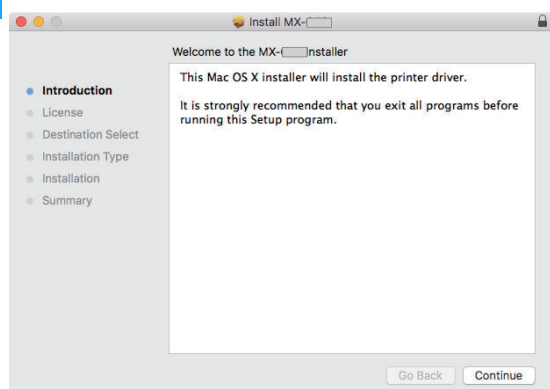 Install MX-
Welcome to the MX- nstaller
Introduction
License
Destination Select
Installation Type
Installation
Summary
This Mac OS X installer will install the printer driver.
It is strongly recommended that you exit all programs before
running this Setup program.
Go Back
Continue